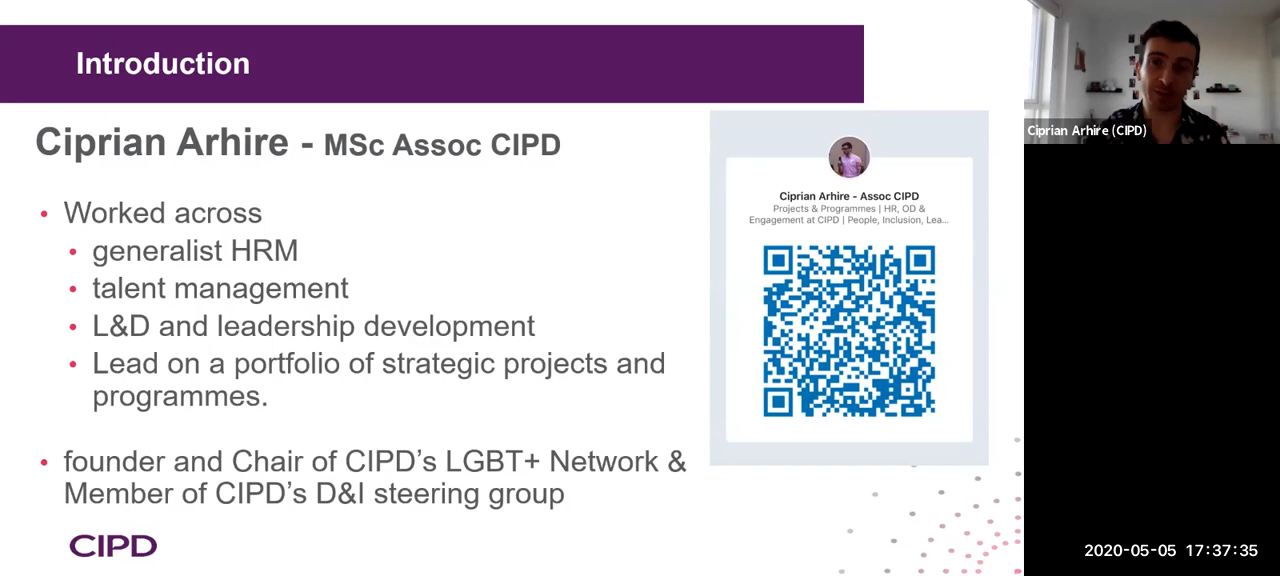 Introduction
Ciprian Arhire - MSc Assoc CIPD
• Worked across
• generalist HRM
• talent management
• L&D and leadership development
• Lead on a portfolio of strategic projects and
programmes.
• founder and Chair of CIPD’s LGBT+ Network &
Member of CIPD’s D&I steering group
CIPD
Ciprian Arhire - Assoc CIPD
Projects & Programmes | HR, OD &
Engagement at CIPD | People, Inclusion, Lea...
Ciprian Arhire (CIPD)
2020-05-05 17:37:35